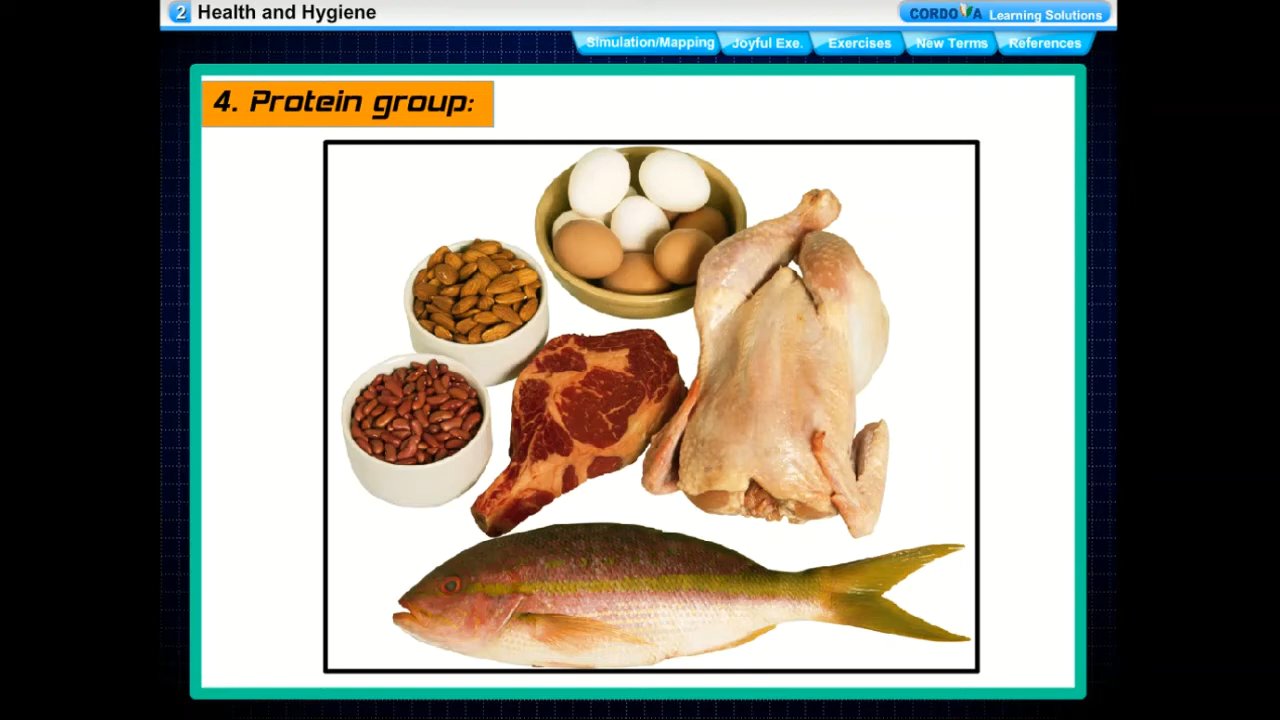 2 Health and Hygiene
CORDOVA Learning Solutions
Simulation/Mapping Joyful Exe. Exercises New Terms References
4. Protein group: